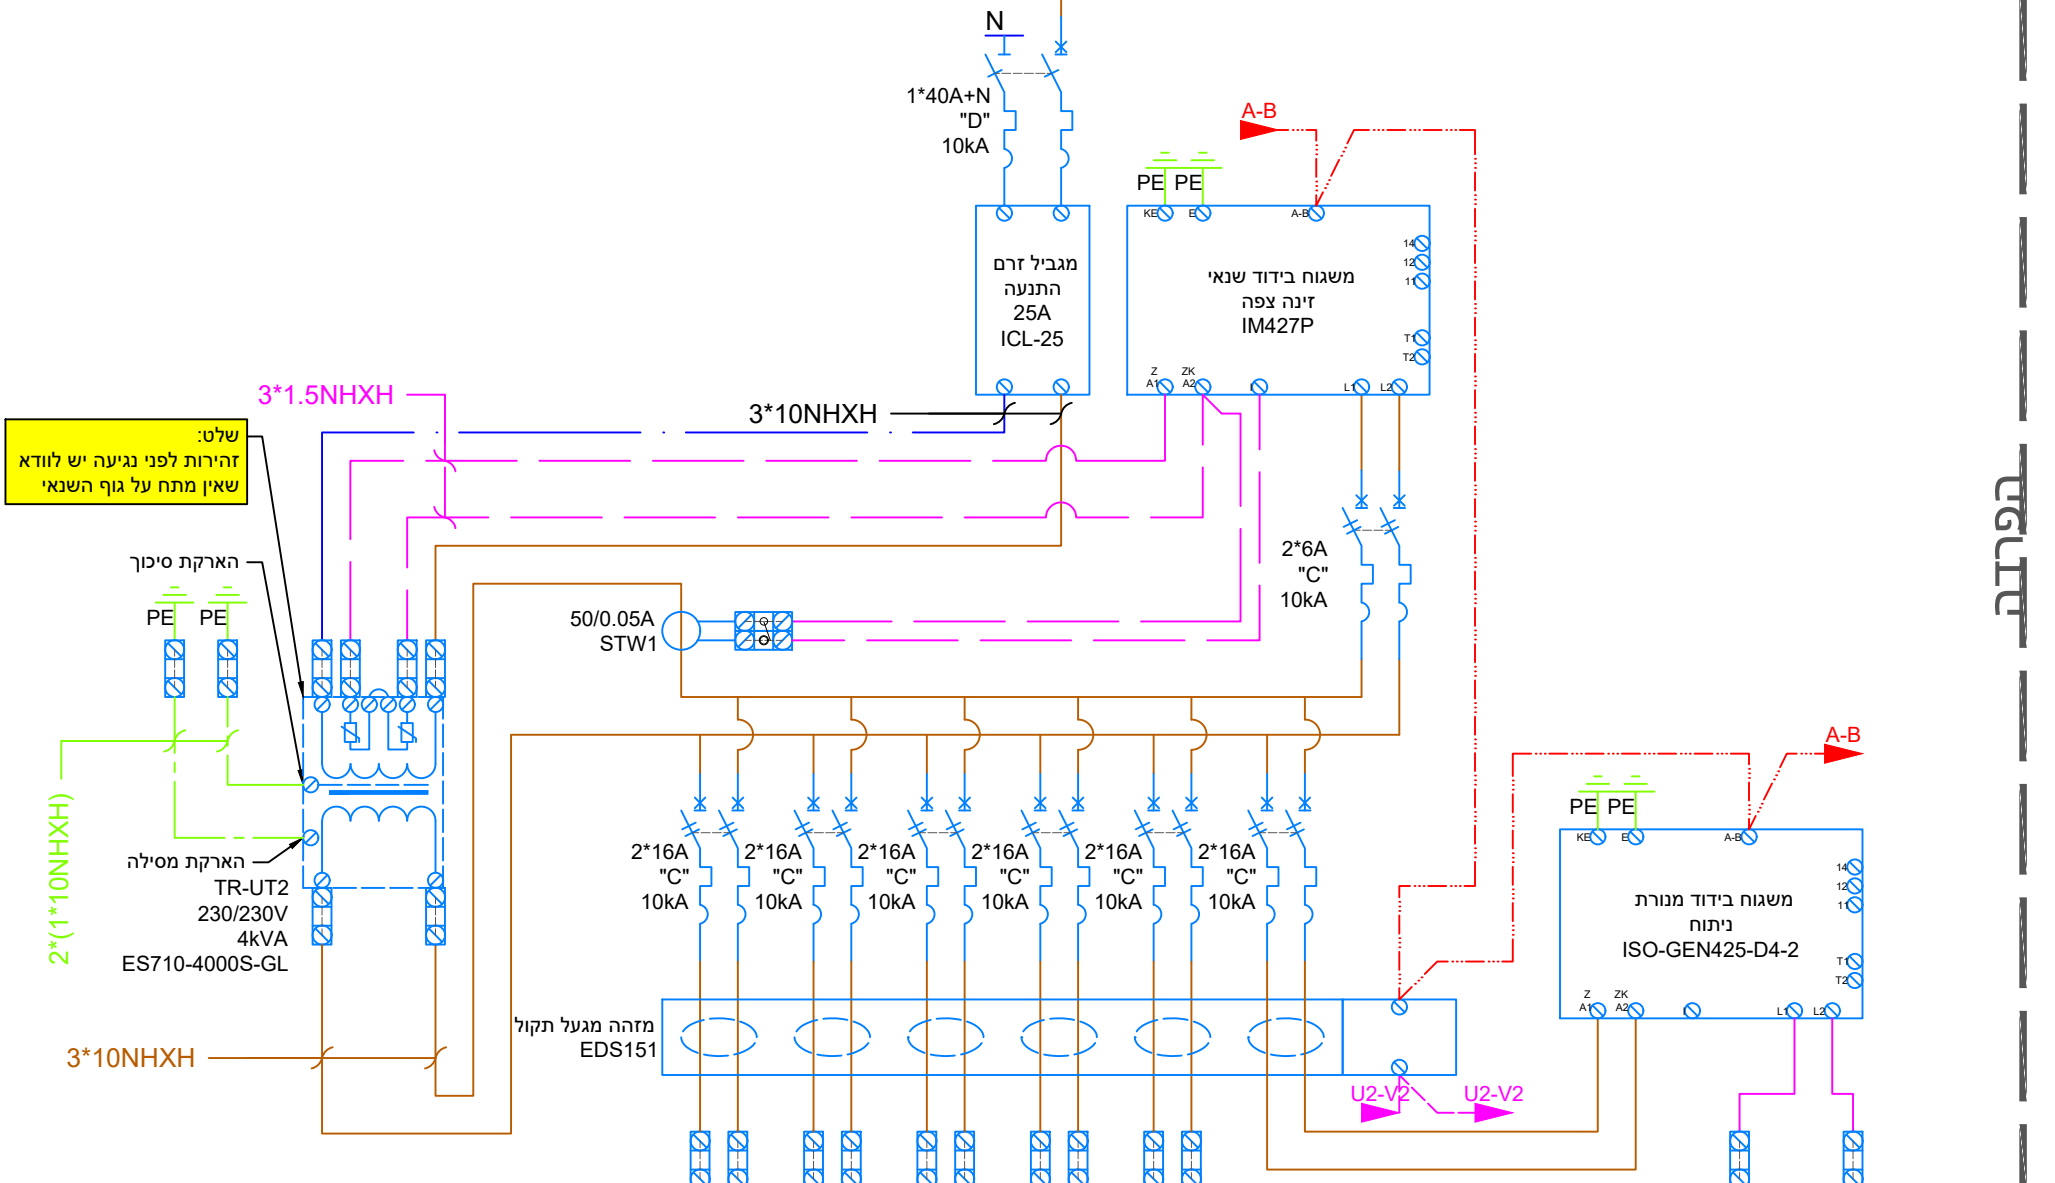 N
1*40A+N
"D"
10kA
A-B
PE PE
KE E A-B
14
12
11
T1
T2
מגביל זרם
התנעה
25A
ICL-25
משגוח בידוד שנאי
זינה צפה
IM427P
Z ZK
A1 A2 I L1 L2
3*1.5NHXH
3*10NHXH
שלט:
זהירות לפני נגיעה יש לוודא
שאין מתח על גוף השנאי
הארקת סיכוך
PE PE
50/0.05A
STW1
2*6A
"C"
10kA
הפרדה
A-B
2*(1*10NHXH)
הארקת מסילה
TR-UT2
230/230V
4kVA
ES710-4000S-GL
2*16A 2*16A 2*16A 2*16A 2*16A 2*16A
"C" "C" "C" "C" "C" "C"
10kA 10kA 10kA 10kA 10kA 10kA
PE PE
KE E A-B
14
12
11
T1
T2
משגוח בידוד מנורת
ניתוח
ISO-GEN425-D4-2
Z ZK
A1 A2 I L1 L2
מזהה מגעל תקול
EDS151
3*10NHXH
U2-V2 U2-V2